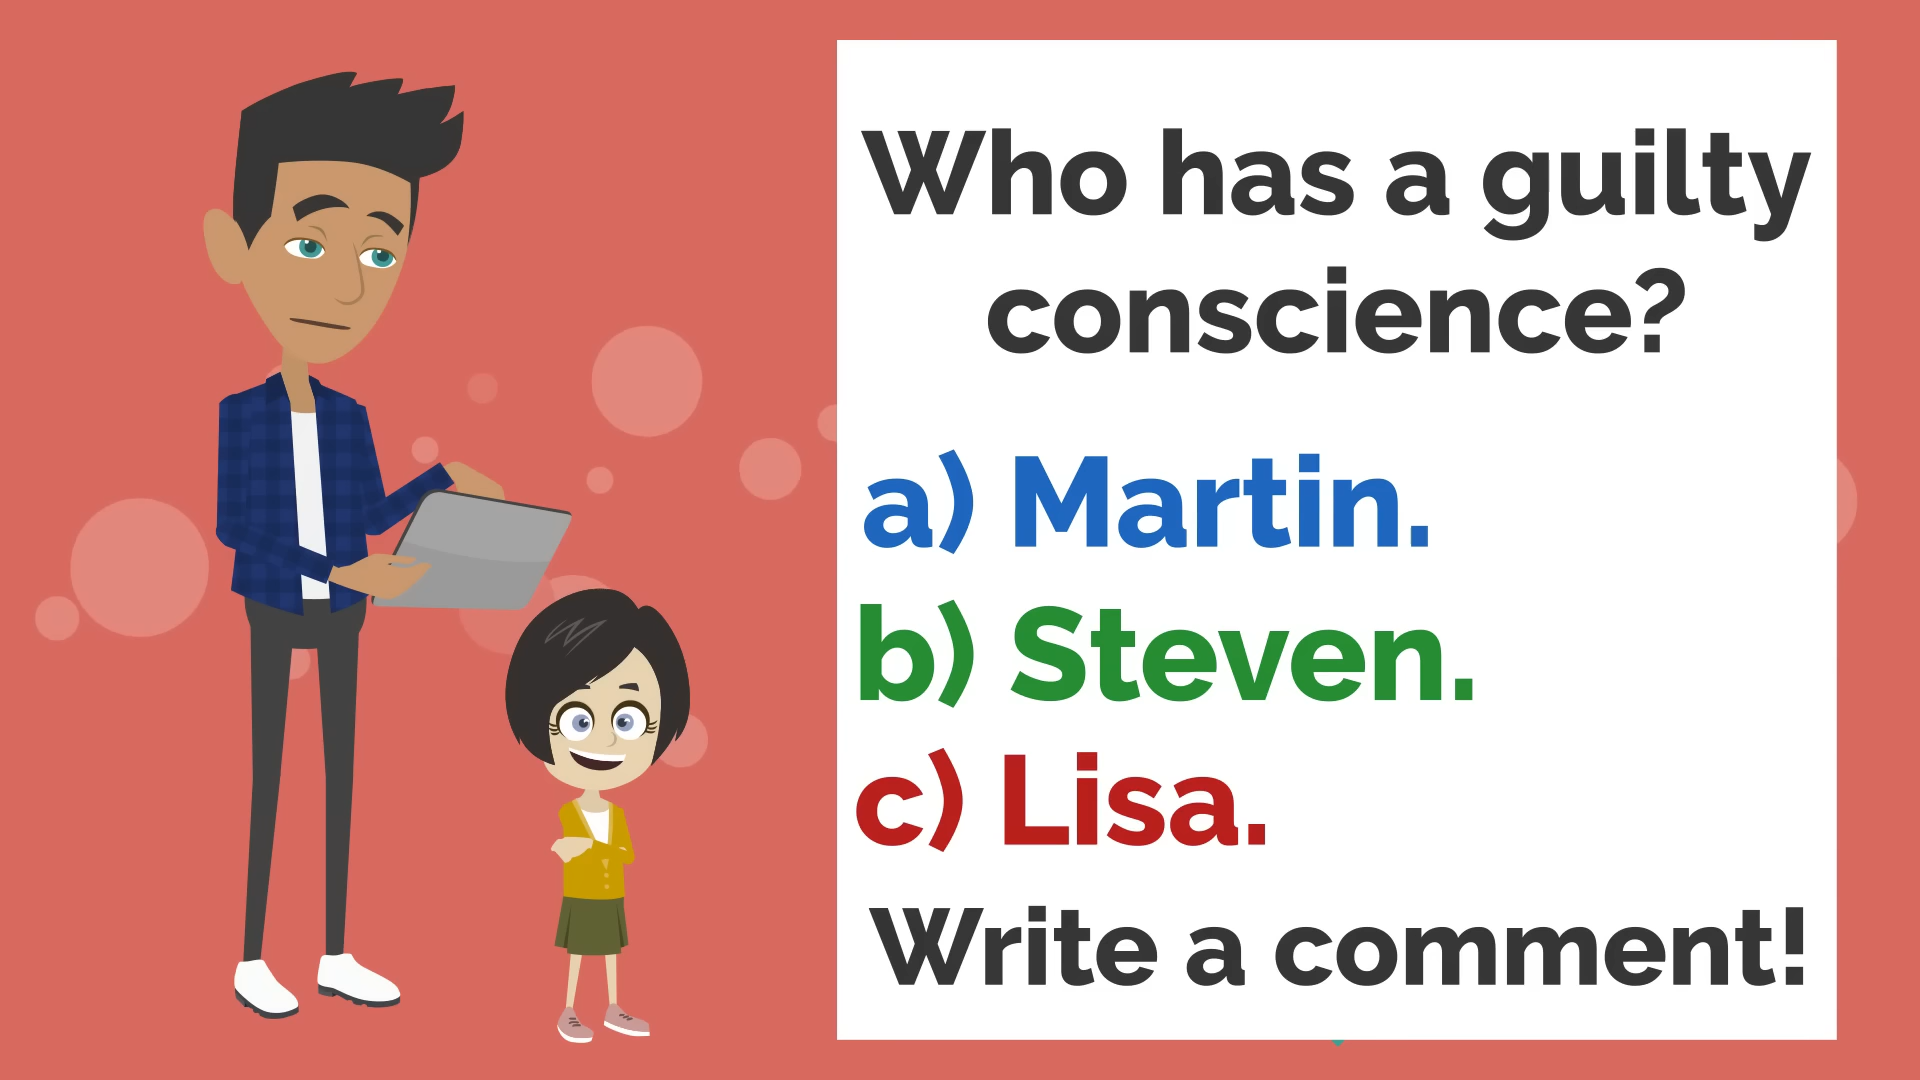 Who has a guilty
conscience?
a) Martin.
b) Steven.
c) Lisa.
Write a comment!